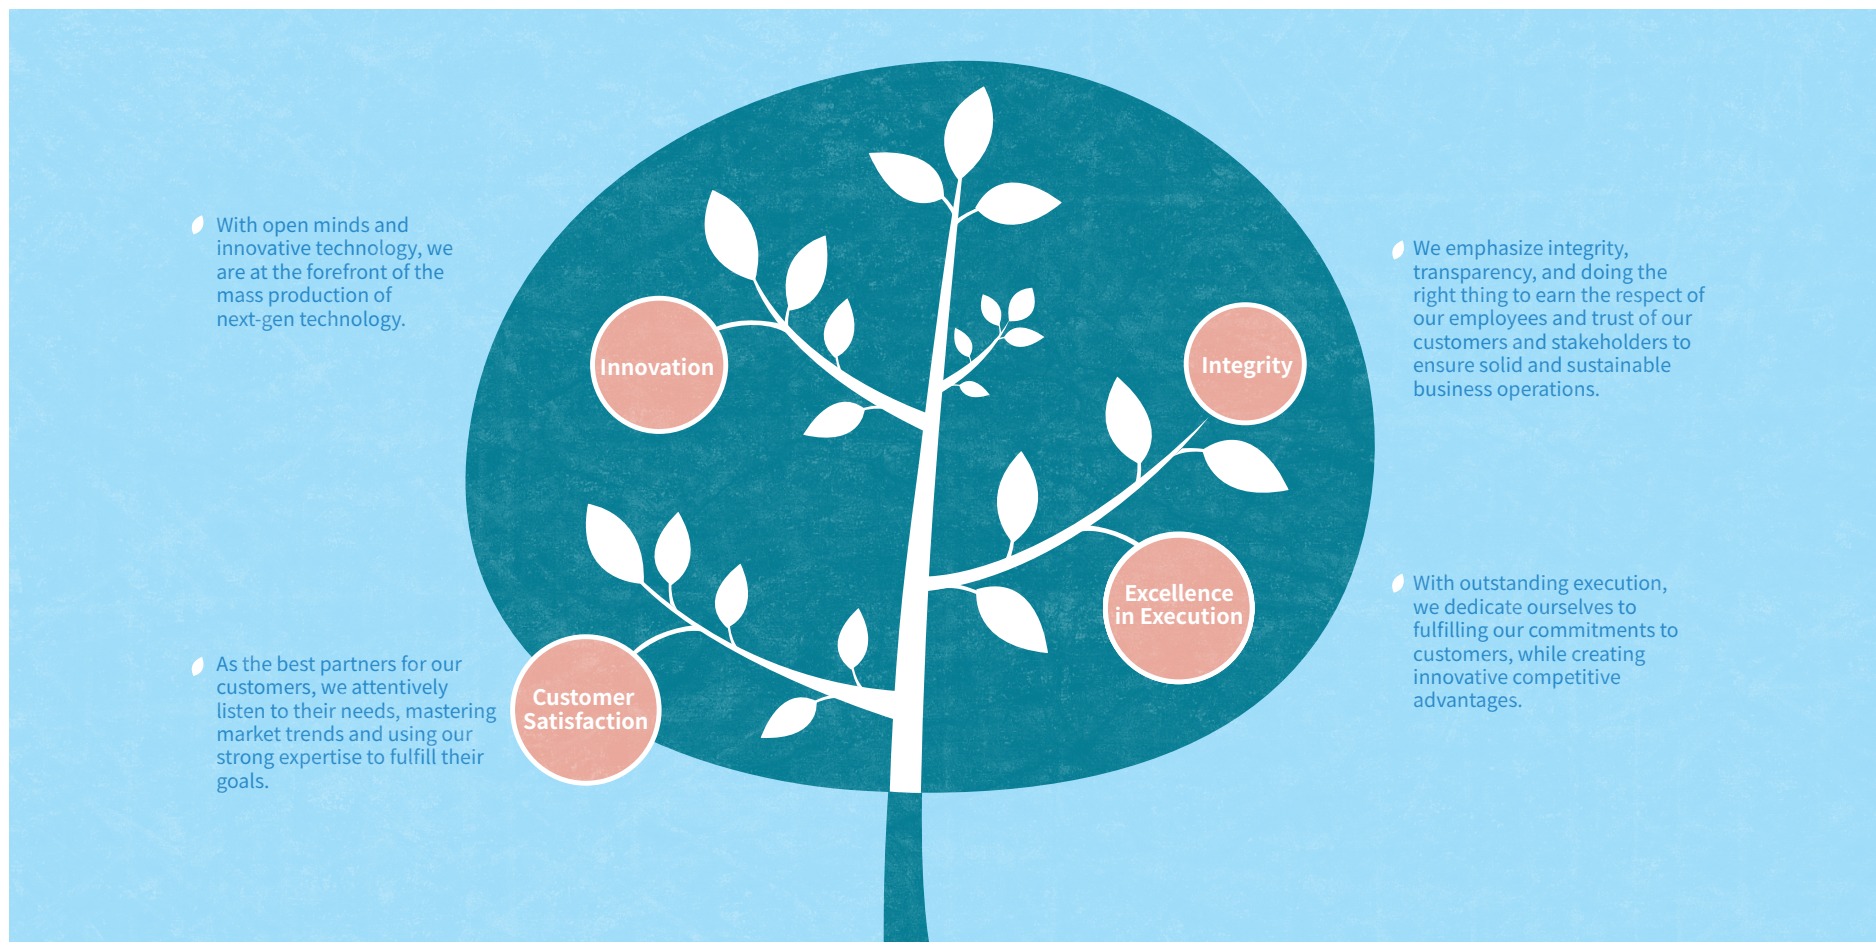 With open minds and
innovative technology, we
are at the forefront of the
mass production of
next-gen technology.
Innovation
Integrity
We emphasize integrity,
transparency, and doing the
right thing to earn the respect of
our employees and trust of our
customers and stakeholders to
ensure solid and sustainable
business operations.
As the best partners for our
customers, we attentively
listen to their needs, mastering
market trends and using our
strong expertise to fulfill their
goals.
Customer
Satisfaction
Excellence
in Execution
With outstanding execution,
we dedicate ourselves to
fulfilling our commitments to
customers, while creating
innovative competitive
advantages.